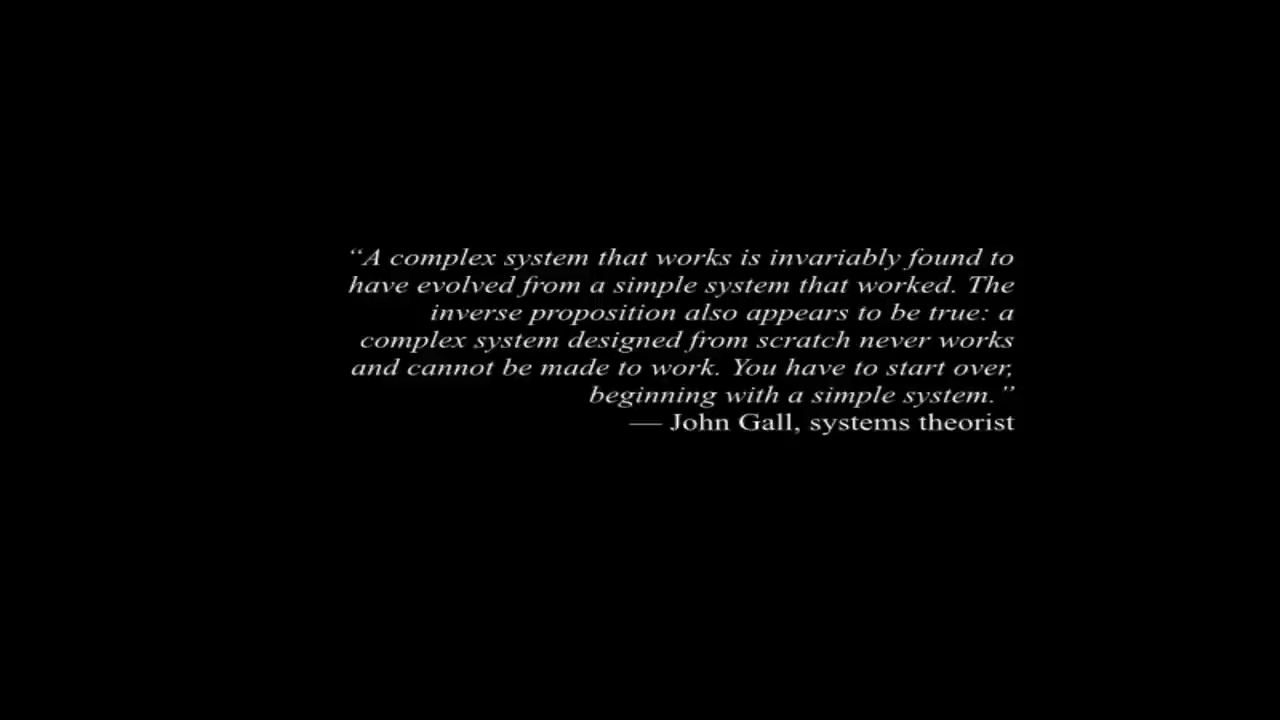 “A complex system that works is invariably found to
have evolved from a simple system that worked. The
inverse proposition also appears to be true: a
complex system designed from scratch never works
and cannot be made to work. You have to start over,
beginning with a simple system.”
— John Gall, systems theorist